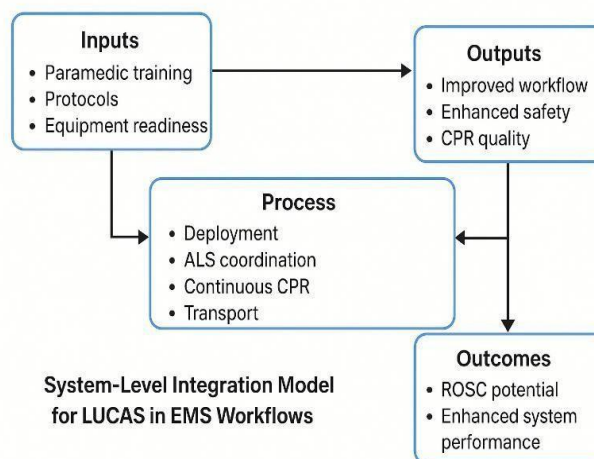 Inputs
• Paramedic training
• Protocols
• Equipment readiness
Outputs
• Improved workflow
• Enhanced safety
• CPR quality
Process
• Deployment
• ALS coordination
• Continuous CPR
• Transport
Outcomes
• ROSC potential
• Enhanced system
performance
System-Level Integration Model
for LUCAS in EMS Workflows